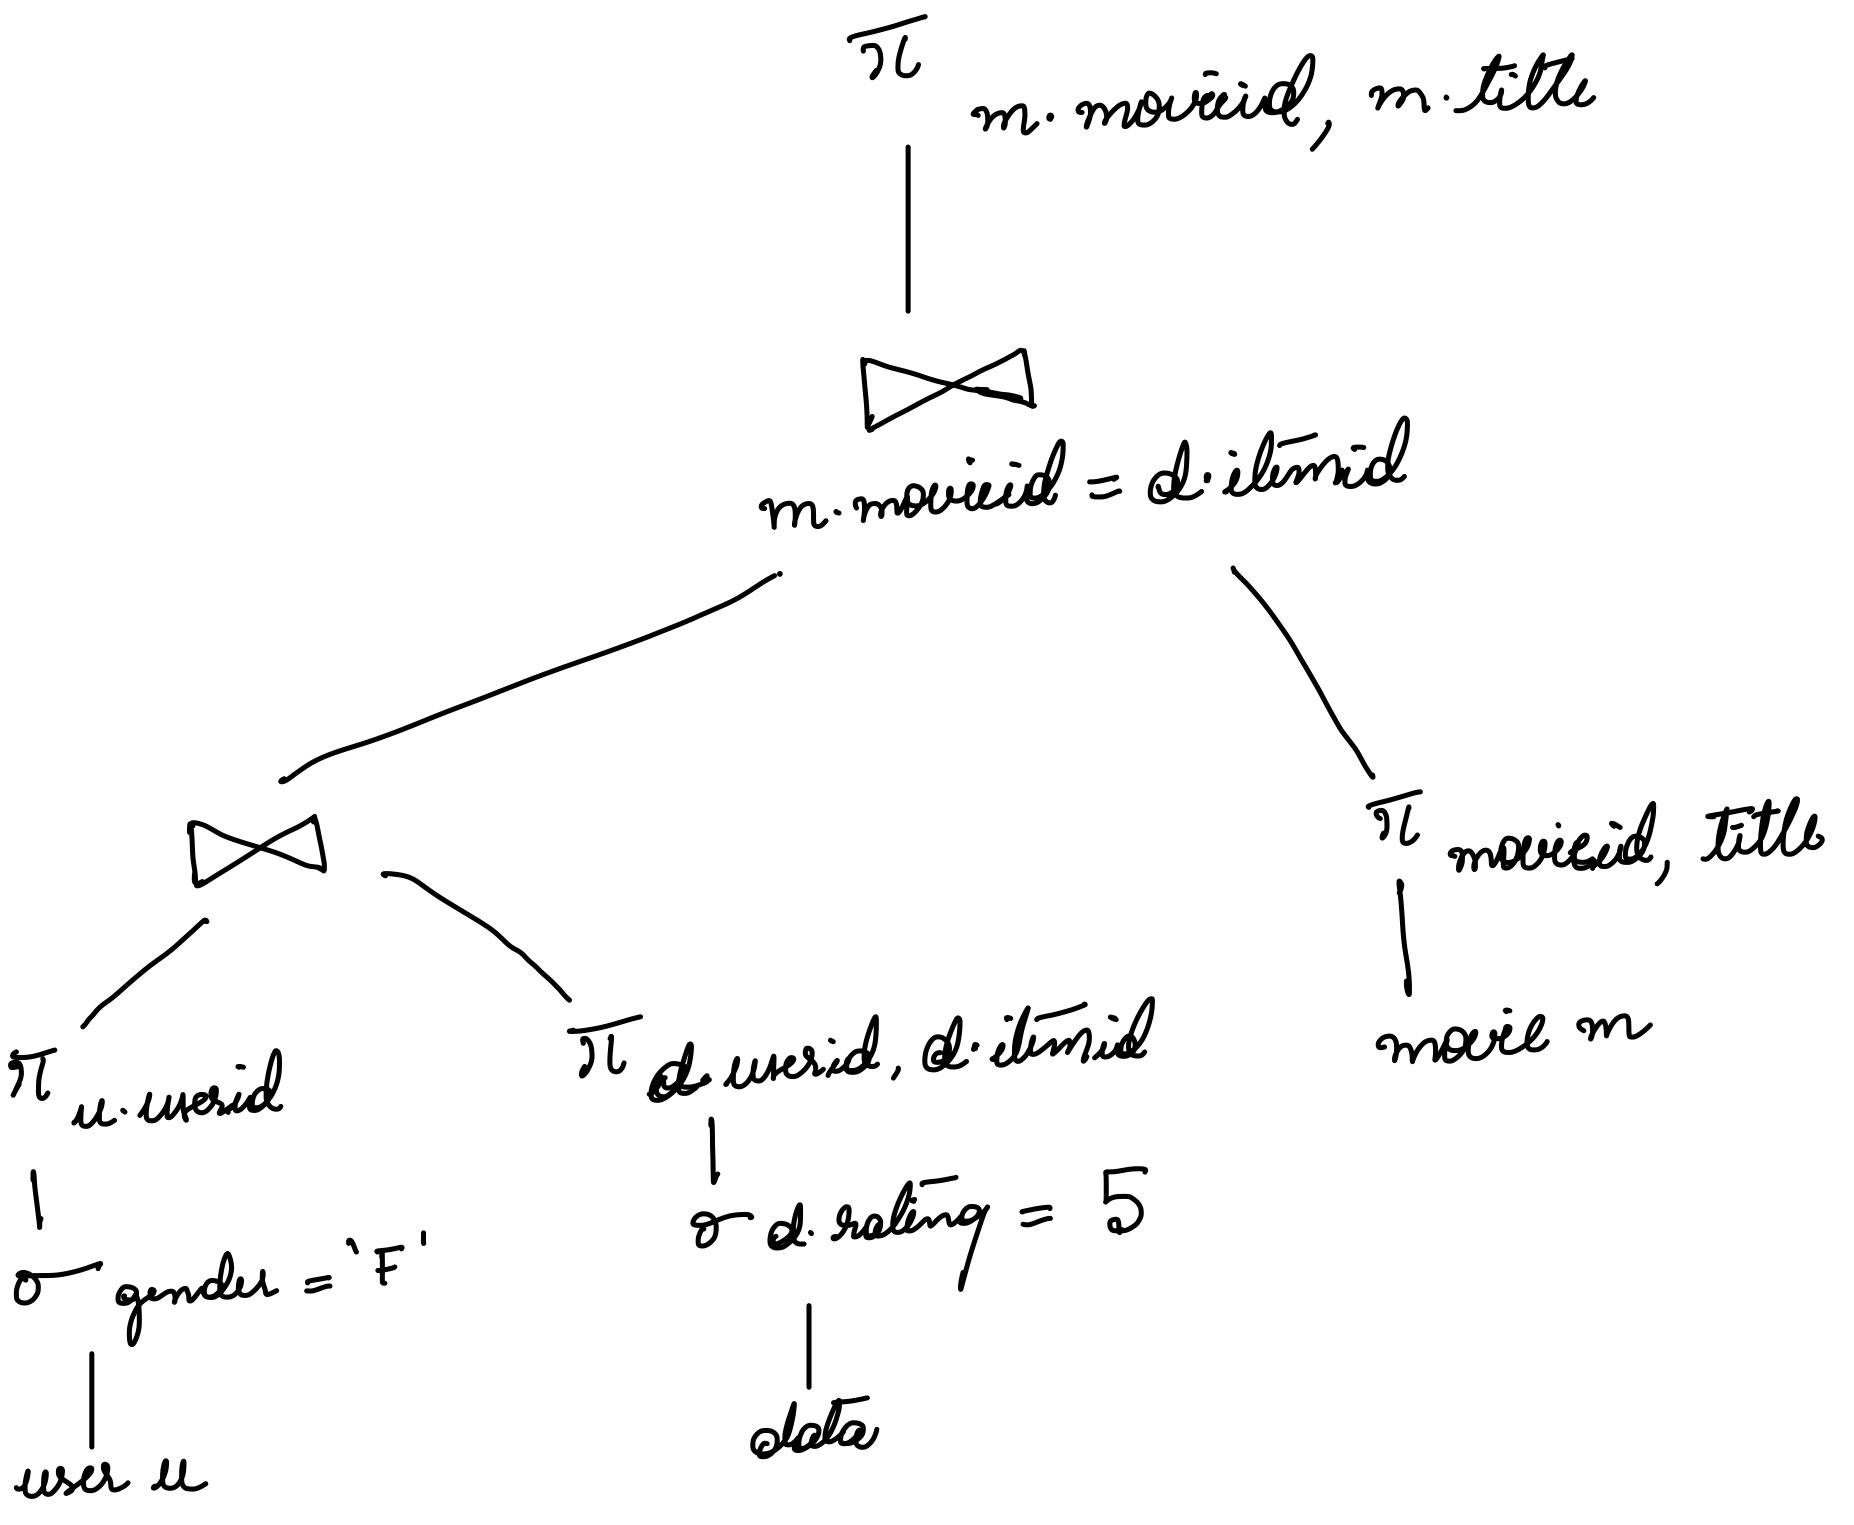 π m.movieid, m.title
⋈
m.movieid = d.itemid
⋈
π movieid, title
π u.userid
π d.userid, d.itemid
movie m
σ gender = 'F'
σ d.rating = 5
user u
data